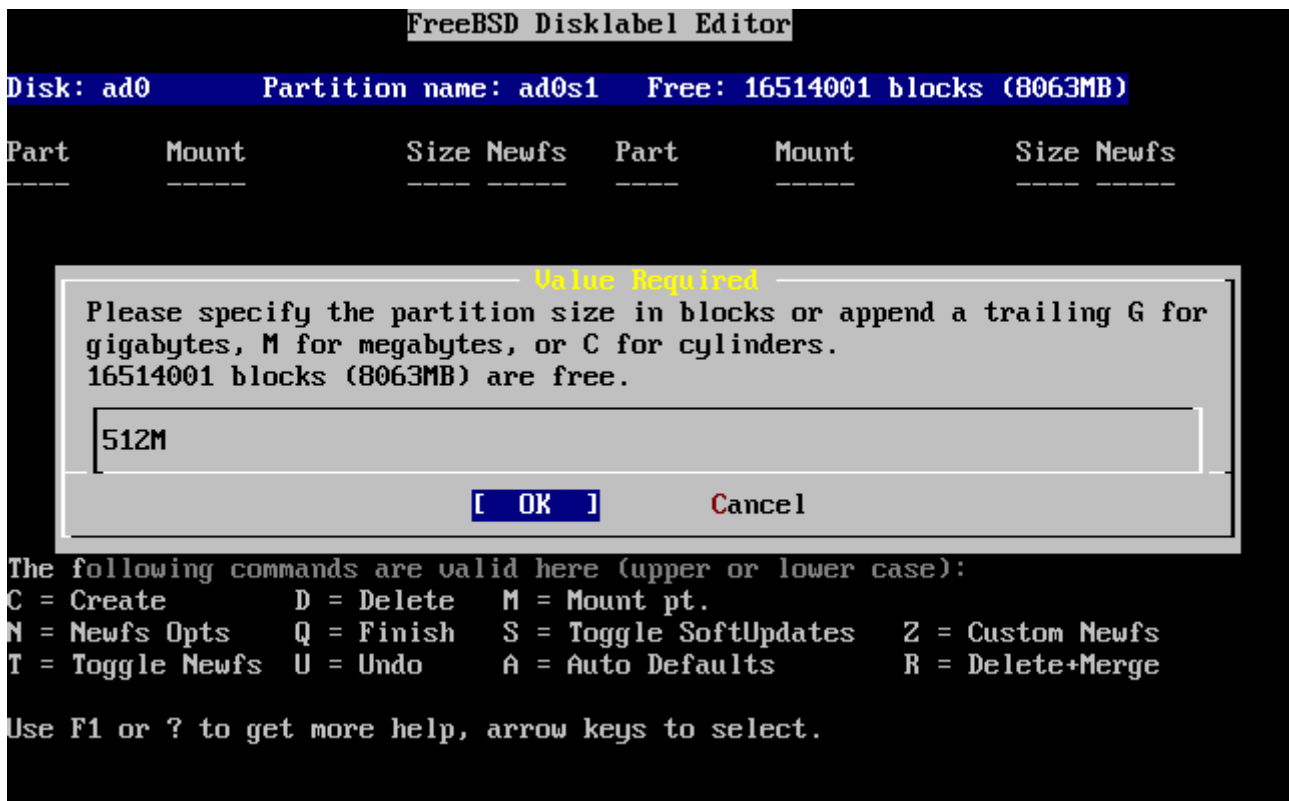 FreeBSD Disklabel Editor
Disk: ad0 Partition name: ad0s1 Free: 16514001 blocks (8063MB)
Part Mount Size Newfs Part Mount Size Newfs
---- ----- ---- ----- ---- ----- ---- -----
Value Required
Please specify the partition size in blocks or append a trailing G for
gigabytes, M for megabytes, or C for cylinders.
16514001 blocks (8063MB) are free.
512M
[ OK ] Cancel
The following commands are valid here (upper or lower case):
C = Create D = Delete M = Mount pt.
N = Newfs Opts Q = Finish S = Toggle SoftUpdates Z = Custom Newfs
T = Toggle Newfs U = Undo A = Auto Defaults R = Delete+Merge
Use F1 or ? to get more help, arrow keys to select.